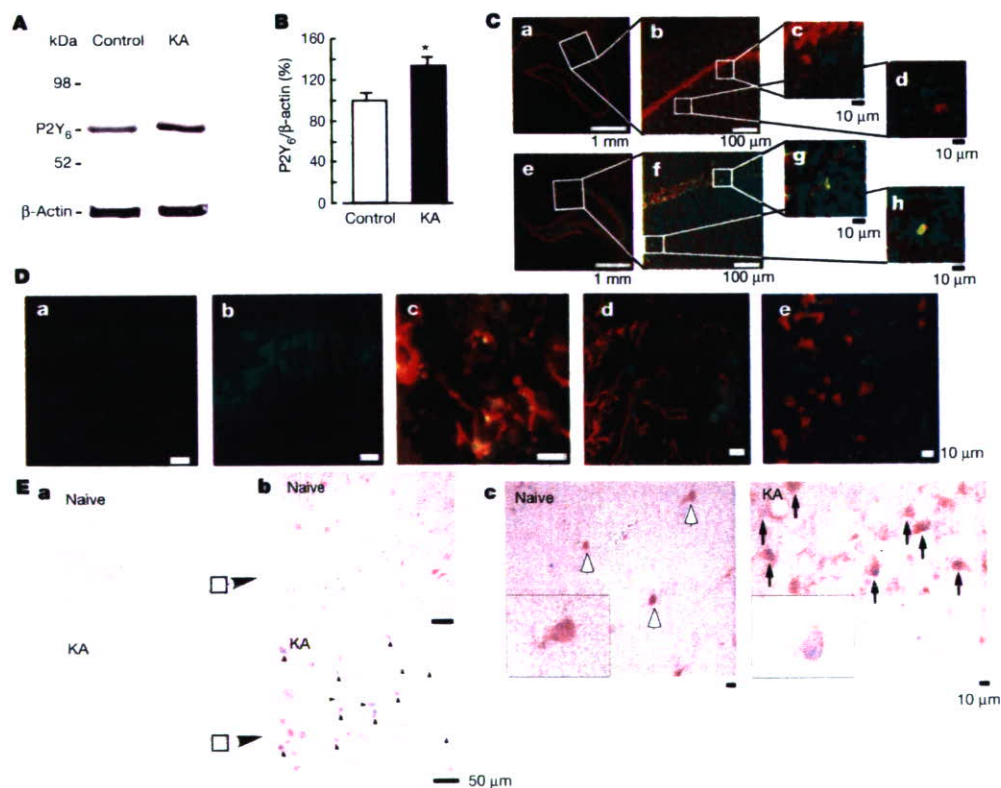 A
kDa
Control KA
98 -
P2Y6 -
52 -
β-Actin -
B
*
160
120
80
40
0
P2Y6/β-actin (%)
Control KA
C
a b c d
1 mm 100 μm 10 μm 10 μm
e f g h
1 mm 100 μm 10 μm 10 μm
D
a b c d e
10 μm
E
a
Naive
KA
b
Naive
KA
50 μm
c
Naive
KA
10 μm